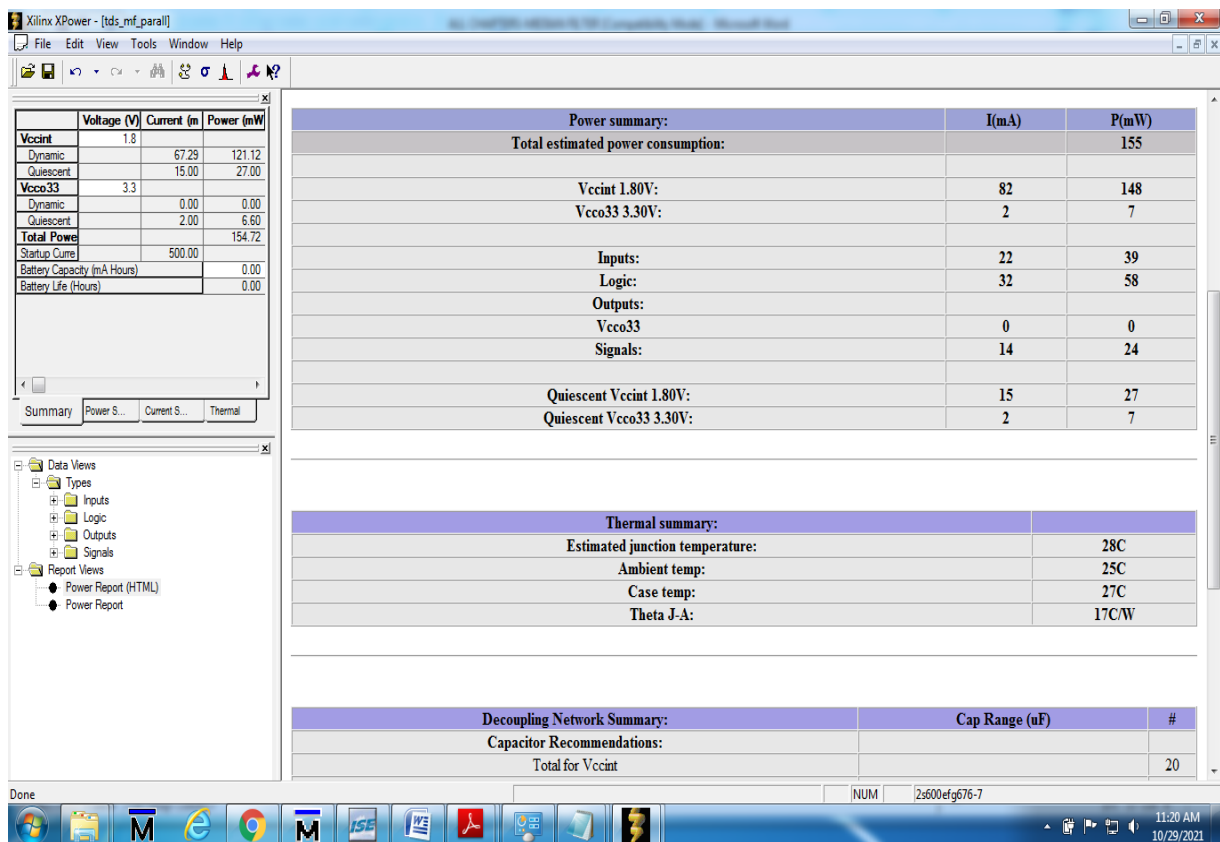 Xilinx XPower - [tds_mf_parall]
File Edit View Tools Window Help
Voltage (V) Current (m Power (mW
Vccint 1.8
Dynamic 67.29 121.12
Quiescent 15.00 27.00
Vcco33 3.3
Dynamic 0.00 0.00
Quiescent 2.00 6.60
Total Powe 154.72
Startup Curre 500.00
Battery Capacity (mA Hours) 0.00
Battery Life (Hours) 0.00
Summary Power S... Current S... Thermal
Data Views
Types
Inputs
Logic
Outputs
Signals
Report Views
Power Report (HTML)
Power Report
Power summary: I(mA) P(mW)
Total estimated power consumption: 155
Vccint 1.80V: 82 148
Vcco33 3.30V: 2 7
Inputs: 22 39
Logic: 32 58
Outputs:
Vcco33 0 0
Signals: 14 24
Quiescent Vccint 1.80V: 15 27
Quiescent Vcco33 3.30V: 2 7
Thermal summary:
Estimated junction temperature: 28C
Ambient temp: 25C
Case temp: 27C
Theta J-A: 17C/W
Decoupling Network Summary: Cap Range (uF) #
Capacitor Recommendations:
Total for Vccint 20
Done NUM 2s600efg676-7
ISE
11:20 AM
10/29/2021